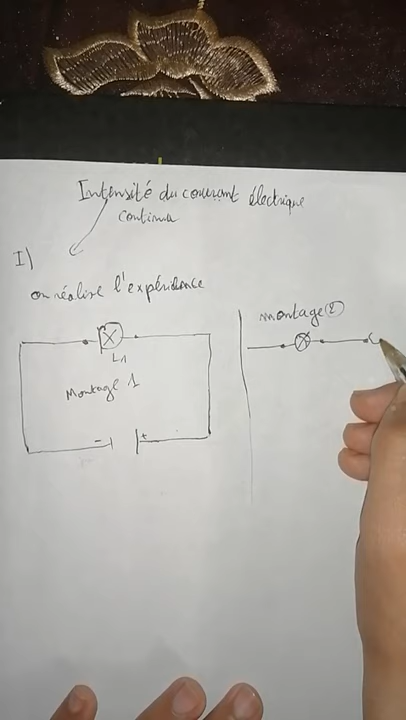 Intensité du courant électrique
continu
I)
on réalise l'expérience
montage ②
L1
Montage 1
- +